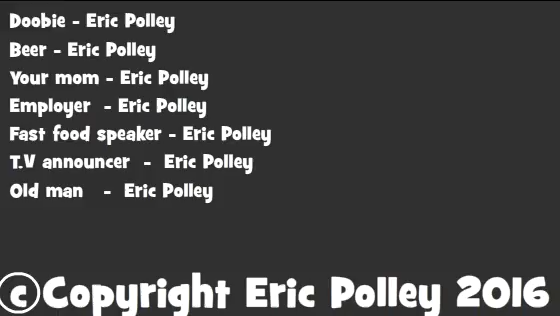 Doobie - Eric Polley
Beer - Eric Polley
Your mom - Eric Polley
Employer - Eric Polley
Fast food speaker - Eric Polley
T.V announcer - Eric Polley
Old man - Eric Polley
©Copyright Eric Polley 2016